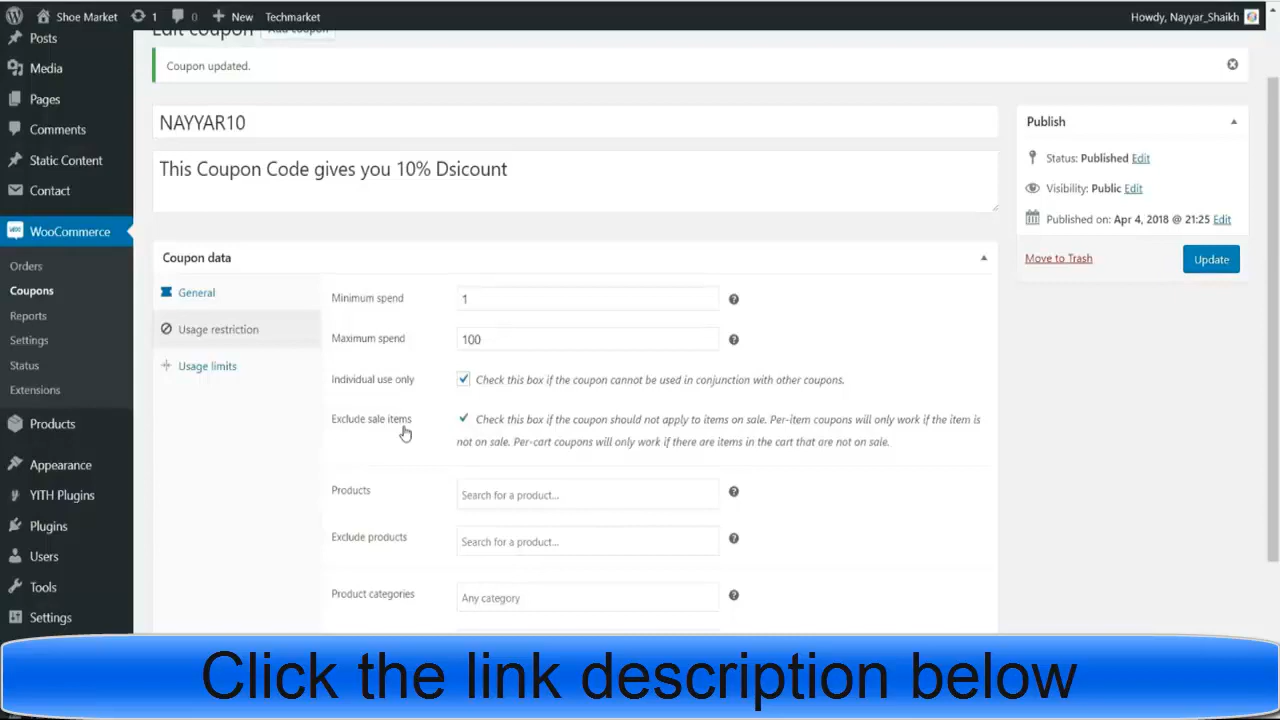 Shoe Market 1 0 New Techmarket Howdy, Nayyar_Shaikh
Posts
Media
Pages
Comments
Static Content
Contact
WooCommerce
Orders
Coupons
Reports
Settings
Status
Extensions
Products
Appearance
YITH Plugins
Plugins
Users
Tools
Settings
Edit coupon Add coupon
Coupon updated.
NAYYAR10
This Coupon Code gives you 10% Dsicount
Coupon data
General
Usage restriction
Usage limits
Minimum spend 1
Maximum spend 100
Individual use only Check this box if the coupon cannot be used in conjunction with other coupons.
Exclude sale items Check this box if the coupon should not apply to items on sale. Per-item coupons will only work if the item is
not on sale. Per-cart coupons will only work if there are items in the cart that are not on sale.
Products Search for a product...
Exclude products Search for a product...
Product categories Any category
Publish
Status: Published Edit
Visibility: Public Edit
Published on: Apr 4, 2018 @ 21:25 Edit
Move to Trash Update
Click the link description below